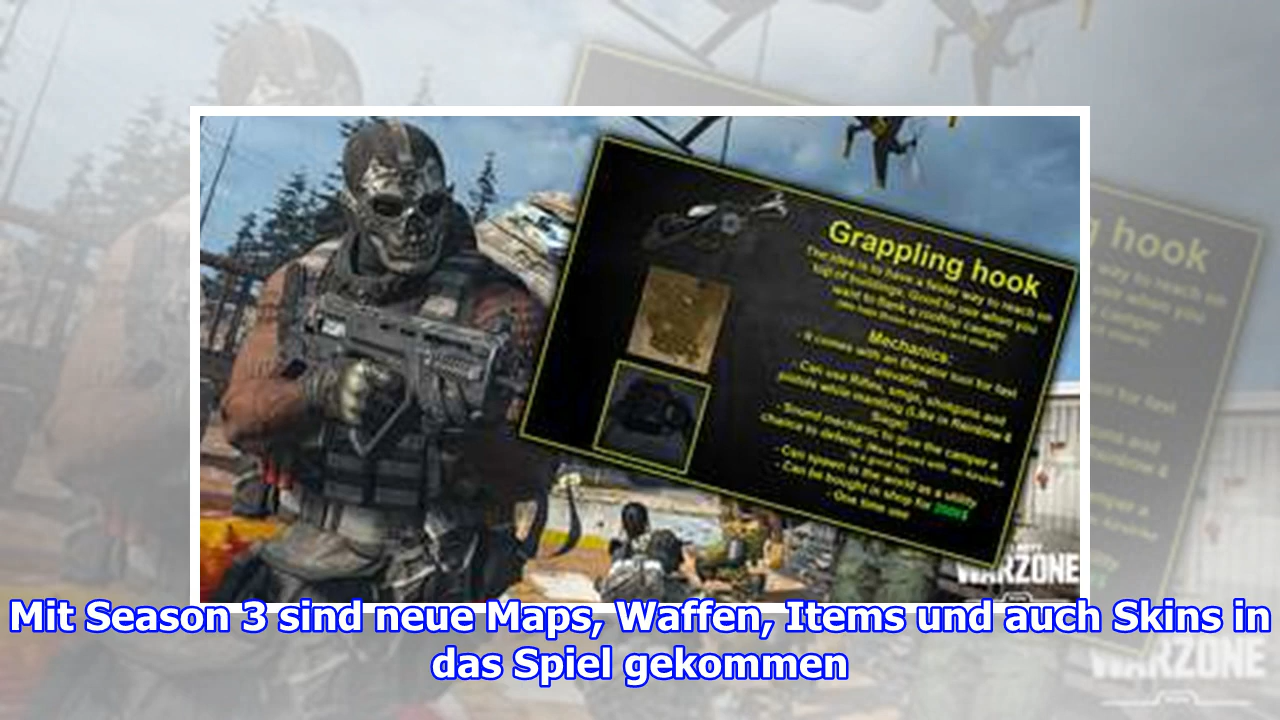 Grappling hook
The idea is to have a faster way to reach on
top of buildings. Good for use when you
want to flank a rooftop camper
Mechanics:
- It comes with an Elevator tool for fast
elevation.
- Can use Rifles, smgs, shotguns and
pistols while mantling (Like in Rainbow 6
Siege)
- Sound mechanic to give the camper a
chance to defend.
- Can spawn in the world as a utility
- Can be bought in shop for
- One time use
g hook
WARZONE
WARZONE
Mit Season 3 sind neue Maps, Waffen, Items und auch Skins in
das Spiel gekommen